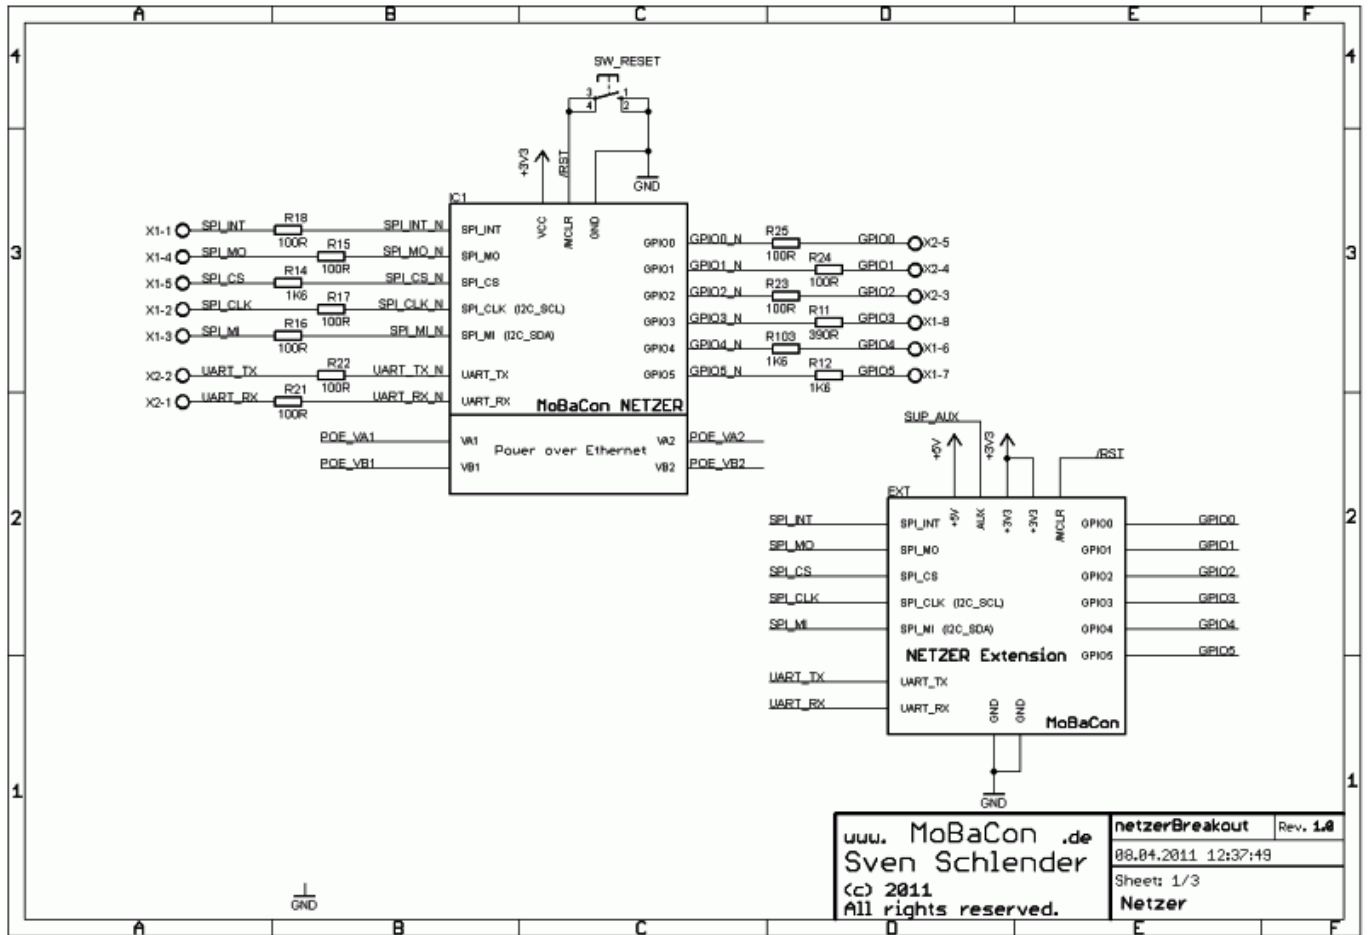 A B C D E F
4 4
SW_RESET
3 1
4 2
+3V3 /RST
GND
IC1
VCC /MCLR GND
3 3
X1-1 SPI_INT R18 100R SPI_INT_N SPI_INT
X1-4 SPI_MO R15 100R SPI_MO_N SPI_MO
X1-5 SPI_CS R14 1K6 SPI_CS_N SPI_CS
X1-2 SPI_CLK R17 100R SPI_CLK_N SPI_CLK (I2C_SCL)
X1-3 SPI_MI R16 100R SPI_MI_N SPI_MI (I2C_SDA)
X2-2 UART_TX R22 100R UART_TX_N UART_TX
X2-1 UART_RX R21 100R UART_RX_N UART_RX
GPIO0 GPIO0_N R25 100R GPIO0 X2-5
GPIO1 GPIO1_N R24 100R GPIO1 X2-4
GPIO2 GPIO2_N R23 100R GPIO2 X2-3
GPIO3 GPIO3_N R11 390R GPIO3 X1-8
GPIO4 GPIO4_N R103 1K6 GPIO4 X1-6
GPIO5 GPIO5_N R12 1K6 GPIO5 X1-7
MoBaCon NETZER
POE_VA1 VA1 VA2 POE_VA2
Power over Ethernet
POE_VB1 VB1 VB2 POE_VB2
SUP_AUX
+5V +3V3 /RST
EXT
2 2
+5V AUX +3V3 +3V3 /MCLR
SPI_INT SPI_INT GPIO0 GPIO0
SPI_MO SPI_MO GPIO1 GPIO1
SPI_CS SPI_CS GPIO2 GPIO2
SPI_CLK SPI_CLK (I2C_SCL) GPIO3 GPIO3
SPI_MI SPI_MI (I2C_SDA) GPIO4 GPIO4
NETZER Extension GPIO5 GPIO5
UART_TX UART_TX
UART_RX UART_RX
GND GND
MoBaCon
1 1
GND
www. MoBaCon .de
Sven Schlender
(c) 2011
All rights reserved.
netzerBreakout Rev. 1.0
08.04.2011 12:37:49
Sheet: 1/3
Netzer
GND
A B C D E F